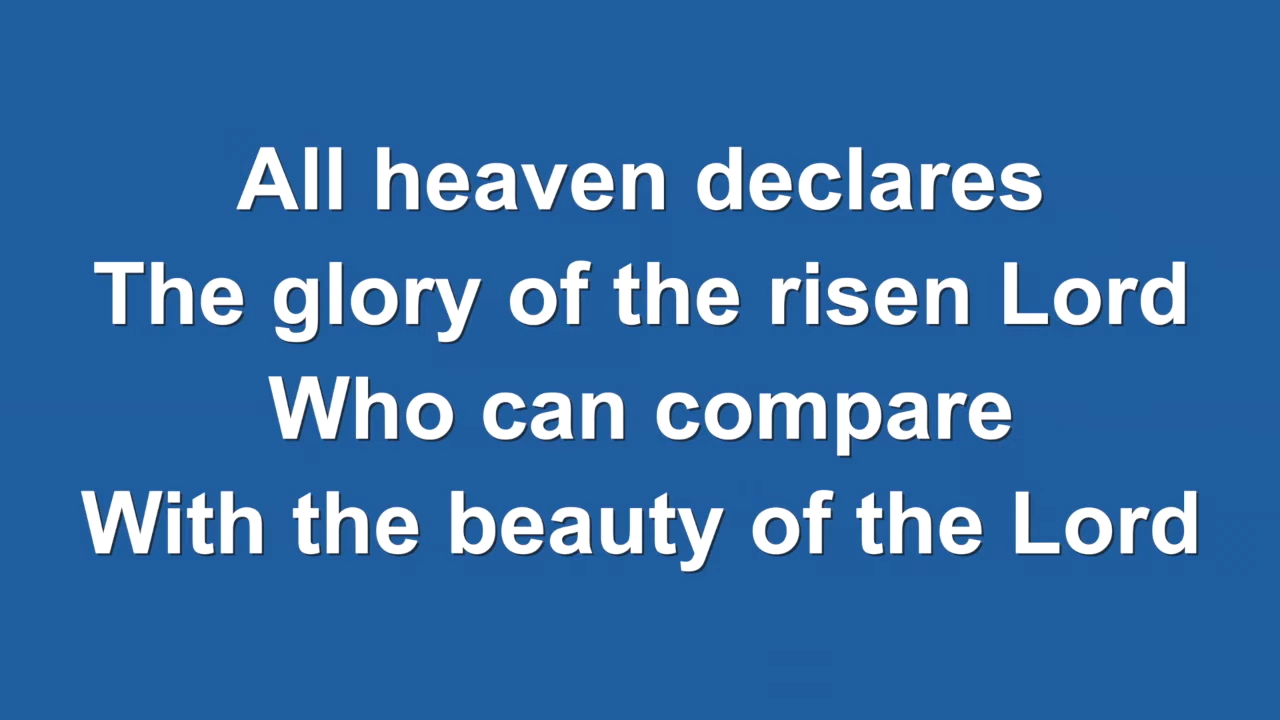 All heaven declares
The glory of the risen Lord
Who can compare
With the beauty of the Lord